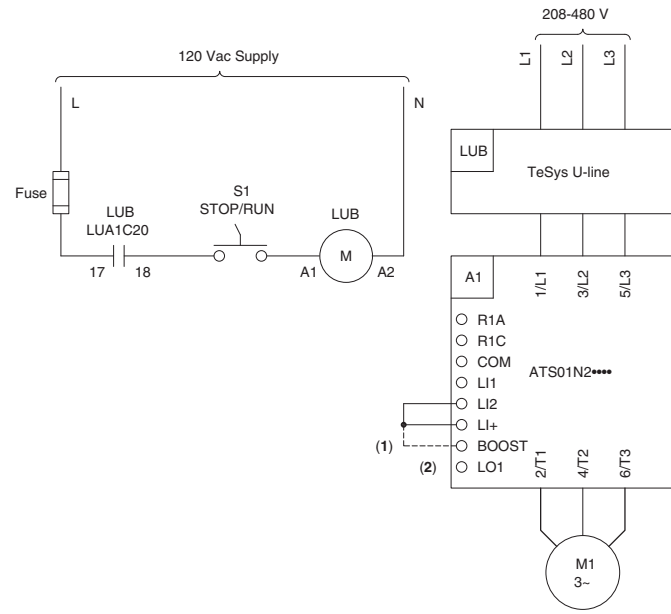 120 Vac Supply
L
N
Fuse
LUB
LUA1C20
17
18
S1
STOP/RUN
LUB
M
A1
A2
208-480 V
L1
L2
L3
LUB
TeSys U-line
A1
1/L1
3/L2
5/L3
R1A
R1C
COM
LI1
LI2
LI+
BOOST
LO1
ATS01N2••••
(1)
(2)
2/T1
4/T2
6/T3
M1
3~